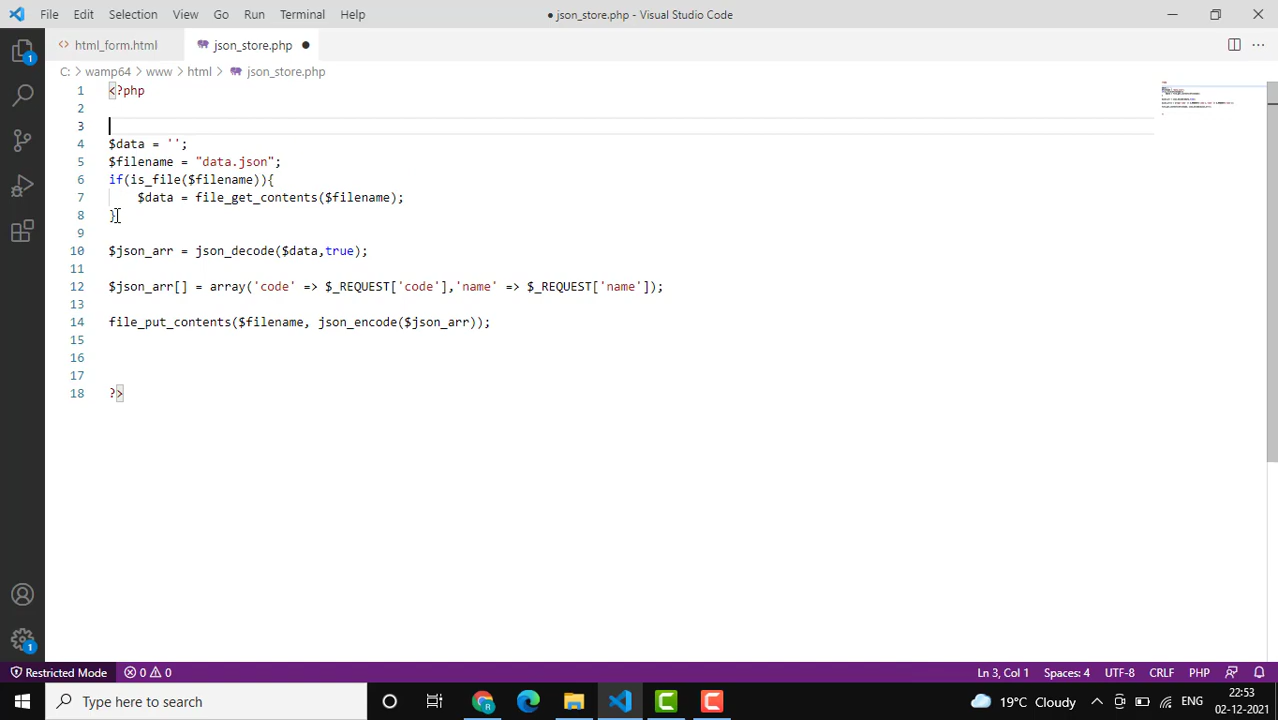 File Edit Selection View Go Run Terminal Help
● json_store.php - Visual Studio Code
html_form.html
json_store.php ●
C: > wamp64 > www > html > json_store.php
1 <?php
2
3
4 $data = '';
5 $filename = "data.json";
6 if(is_file($filename)){
7 $data = file_get_contents($filename);
8 }
9
10 $json_arr = json_decode($data,true);
11
12 $json_arr[] = array('code' => $_REQUEST['code'],'name' => $_REQUEST['name']);
13
14 file_put_contents($filename, json_encode($json_arr));
15
16
17
18 ?>
1
1
Restricted Mode 0 0 Ln 3, Col 1 Spaces: 4 UTF-8 CRLF PHP
Type here to search 19°C Cloudy ENG 22:53
02-12-2021